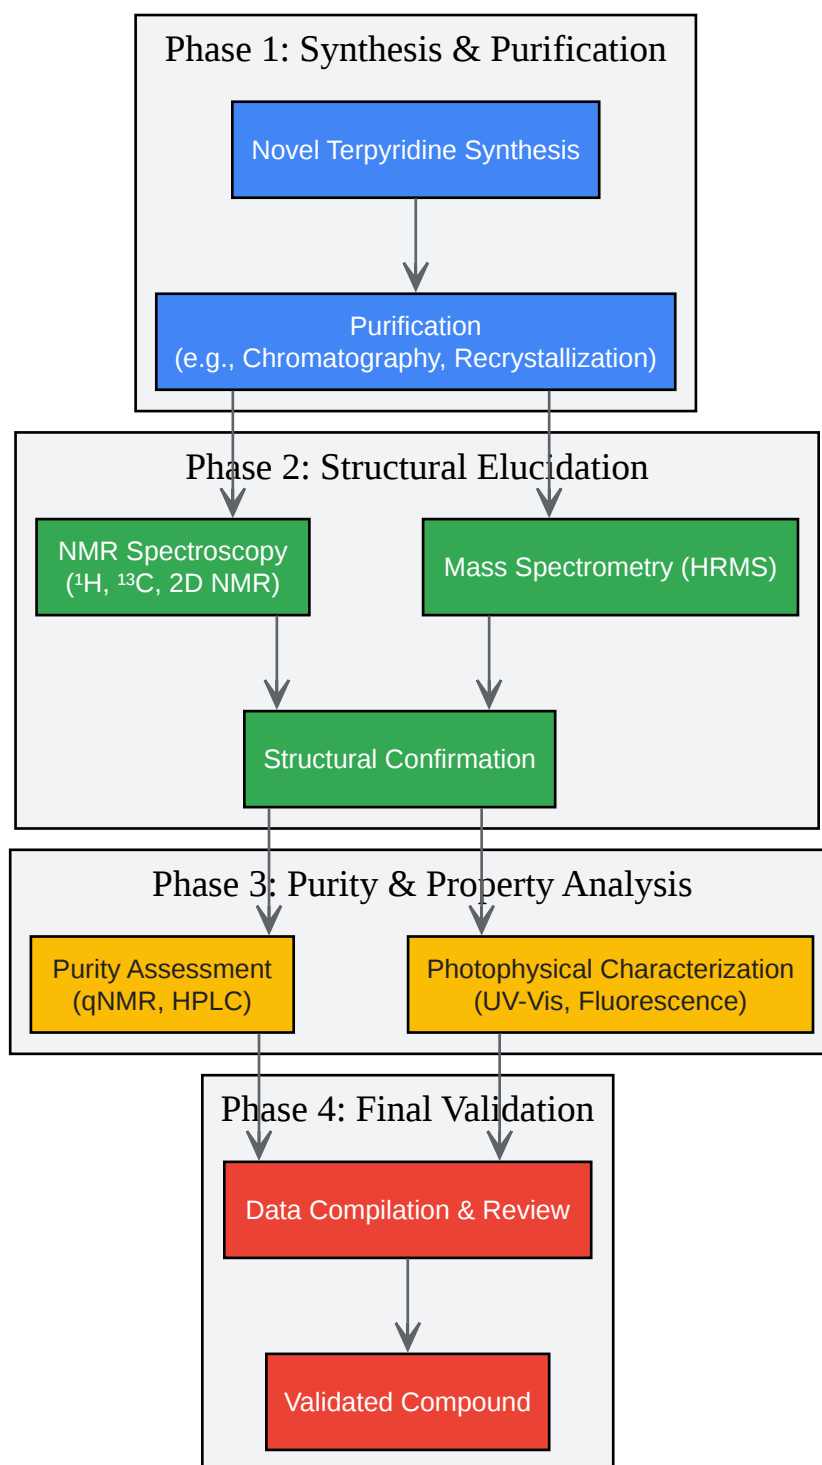 Phase 1: Synthesis & Purification
Novel Terpyridine Synthesis
Purification
(e.g., Chromatography, Recrystallization)
Phase 2: Structural Elucidation
NMR Spectroscopy
(¹H, ¹³C, 2D NMR)
Mass Spectrometry (HRMS)
Structural Confirmation
Phase 3: Purity & Property Analysis
Purity Assessment
(qNMR, HPLC)
Photophysical Characterization
(UV-Vis, Fluorescence)
Phase 4: Final Validation
Data Compilation & Review
Validated Compound